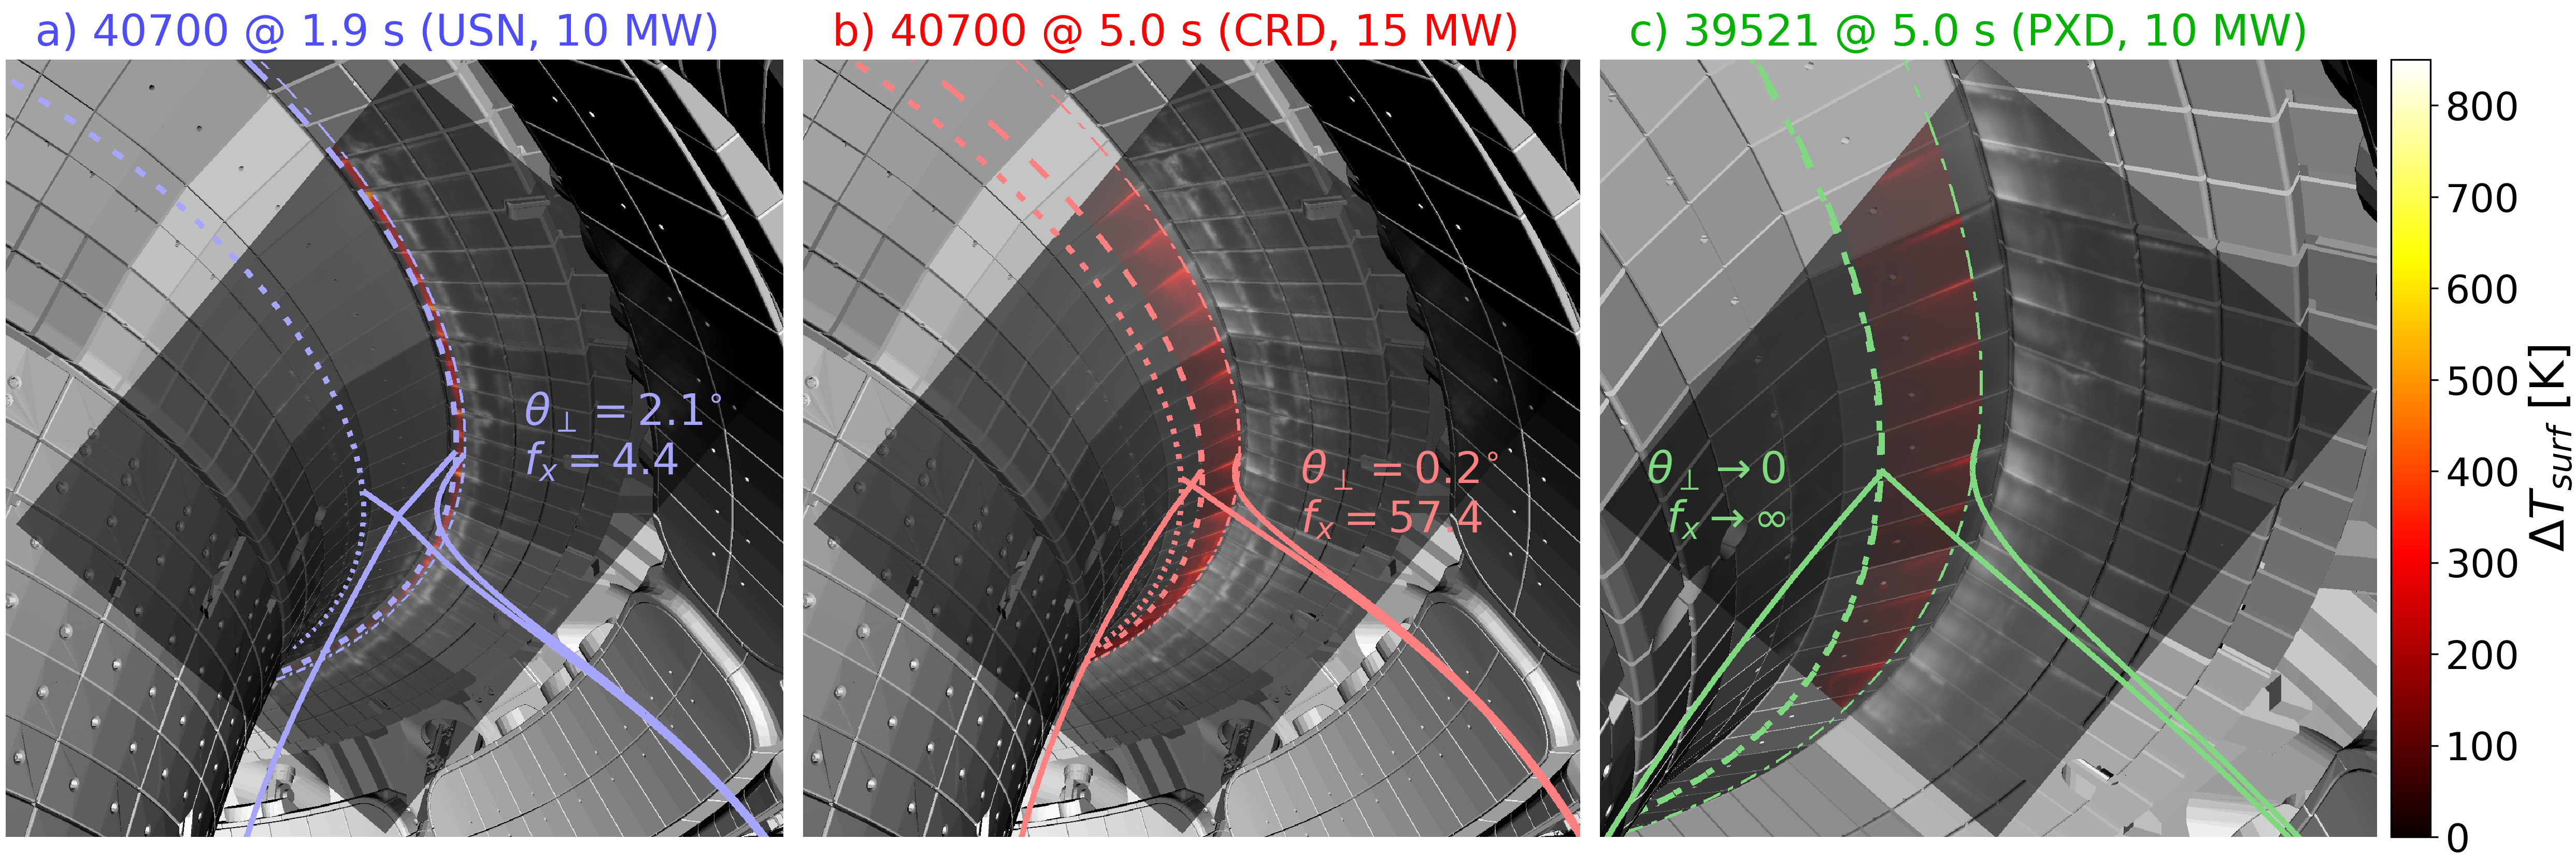 a) 40700 @ 1.9 s (USN, 10 MW)
b) 40700 @ 5.0 s (CRD, 15 MW)
c) 39521 @ 5.0 s (PXD, 10 MW)
θ⊥ = 2.1°
fₓ = 4.4
θ⊥ = 0.2°
fₓ = 57.4
θ⊥ → 0
fₓ → ∞
800
700
600
500
400
300
200
100
0
ΔT_surf [K]